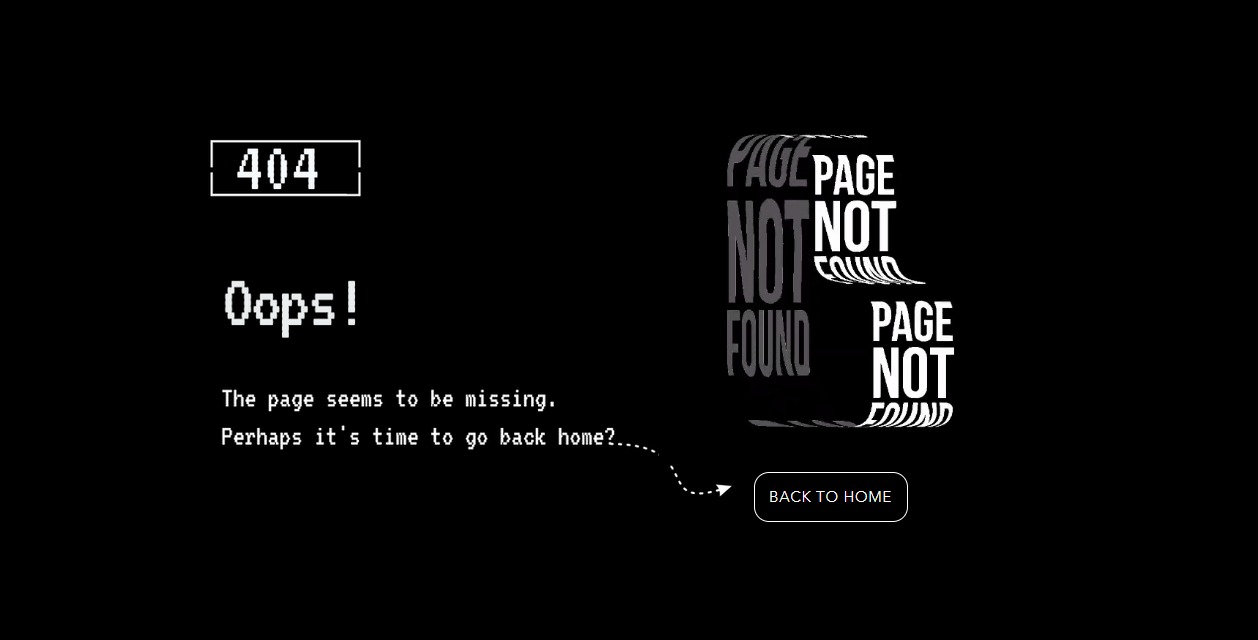 404
Oops!
The page seems to be missing.
Perhaps it's time to go back home?
PAGE
NOT
FOUND
PAGE
NOT
FOUND
PAGE
NOT
FOUND
BACK TO HOME